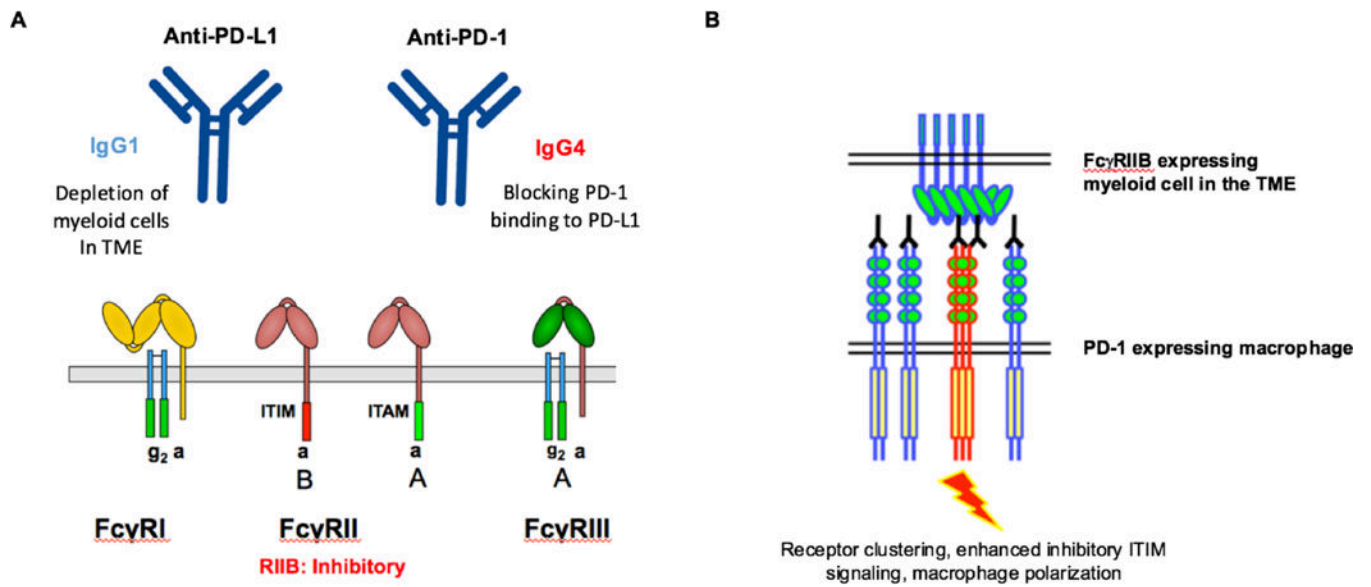 A
Anti-PD-L1
Anti-PD-1
IgG1
IgG4
Depletion of
myeloid cells
In TME
Blocking PD-1
binding to PD-L1
ITIM
ITAM
g2 a
a
a
g2 a
B
A
A
FcγRI
FcγRII
FcγRIII
RIIB: Inhibitory
B
FcγRIIB expressing
myeloid cell in the TME
PD-1 expressing macrophage
Receptor clustering, enhanced inhibitory ITIM
signaling, macrophage polarization